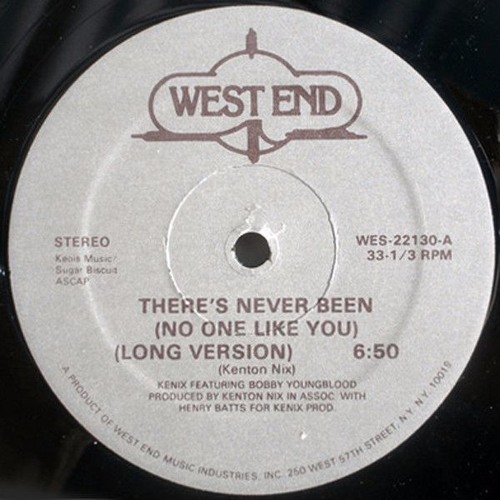 WEST END
STEREO
Keois Music
Sugar Biscuit
ASCAP
WES-22130-A
33-1/3 RPM
THERE'S NEVER BEEN
(NO ONE LIKE YOU)
(LONG VERSION) 6:50
(Kenton Nix)
KENIX FEATURING BOBBY YOUNGBLOOD
PRODUCED BY KENTON NIX IN ASSOC. WITH
HENRY BATTS FOR KENIX PROD.
A PRODUCT OF WEST END MUSIC INDUSTRIES, INC. 250 WEST 57TH STREET, N.Y. N.Y. 10019